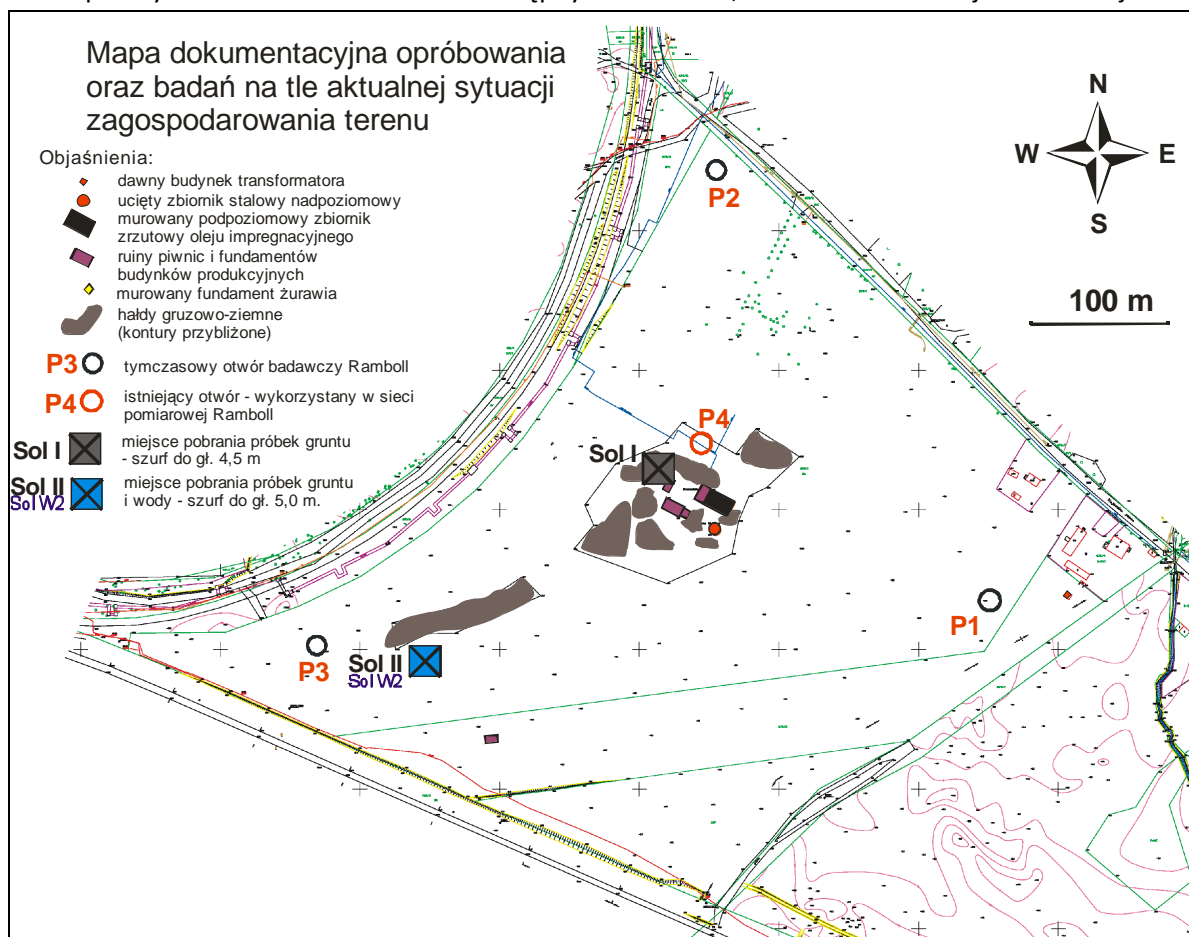 Mapa dokumentacyjna opróbowania
oraz badań na tle aktualnej sytuacji
zagospodarowania terenu
Objaśnienia:
dawny budynek transformatora
ucięty zbiornik stalowy nadpoziomowy
murowany podpoziomowy zbiornik
zrzutowy oleju impregnacyjnego
ruiny piwnic i fundamentów
budynków produkcyjnych
murowany fundament żurawia
hałdy gruzowo-ziemne
(kontury przybliżone)
P3 tymczasowy otwór badawczy Ramboll
P4 istniejący otwór - wykorzystany w sieci
pomiarowej Ramboll
Sol I miejsce pobrania próbek gruntu
- szurf do gł. 4,5 m
Sol II miejsce pobrania próbek gruntu
Sol W2 i wody - szurf do gł. 5,0 m.
N
W E
S
100 m
P2
P4
Sol I
P1
P3
Sol II
Sol W2